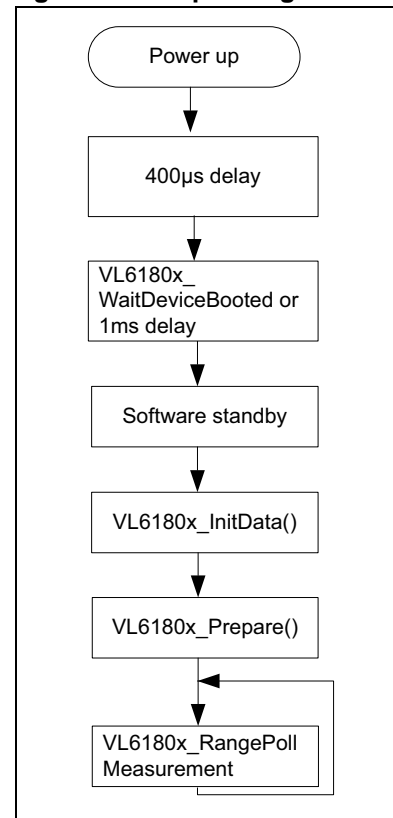 Power up
400µs delay
VL6180x_
WaitDeviceBooted or
1ms delay
Software standby
VL6180x_InitData()
VL6180x_Prepare()
VL6180x_RangePoll
Measurement